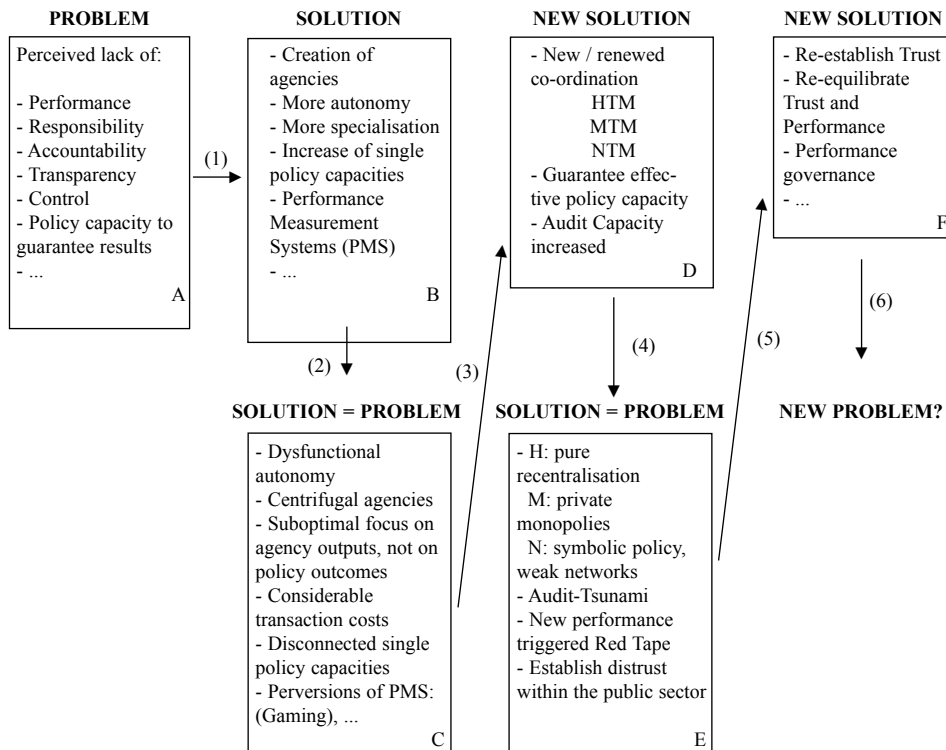 PROBLEM
Perceived lack of:
- Performance
- Responsibility
- Accountability
- Transparency
- Control
- Policy capacity to
guarantee results
- ...
A
(1)
SOLUTION
- Creation of
agencies
- More autonomy
- More specialisation
- Increase of single
policy capacities
- Performance
Measurement
Systems (PMS)
- ...
B
(2)
SOLUTION = PROBLEM
- Dysfunctional
autonomy
- Centrifugal agencies
- Suboptimal focus on
agency outputs, not on
policy outcomes
- Considerable
transaction costs
- Disconnected single
policy capacities
- Perversions of PMS:
(Gaming), ...
C
(3)
NEW SOLUTION
- New / renewed
co-ordination
HTM
MTM
NTM
- Guarantee effec-
tive policy capacity
- Audit Capacity
increased
D
(4)
SOLUTION = PROBLEM
- H: pure
recentralisation
M: private
monopolies
N: symbolic policy,
weak networks
- Audit-Tsunami
- New performance
triggered Red Tape
- Establish distrust
within the public sector
E
(5)
NEW SOLUTION
- Re-establish Trust
- Re-equilibrate
Trust and
Performance
- Performance
governance
- ...
F
(6)
NEW PROBLEM?